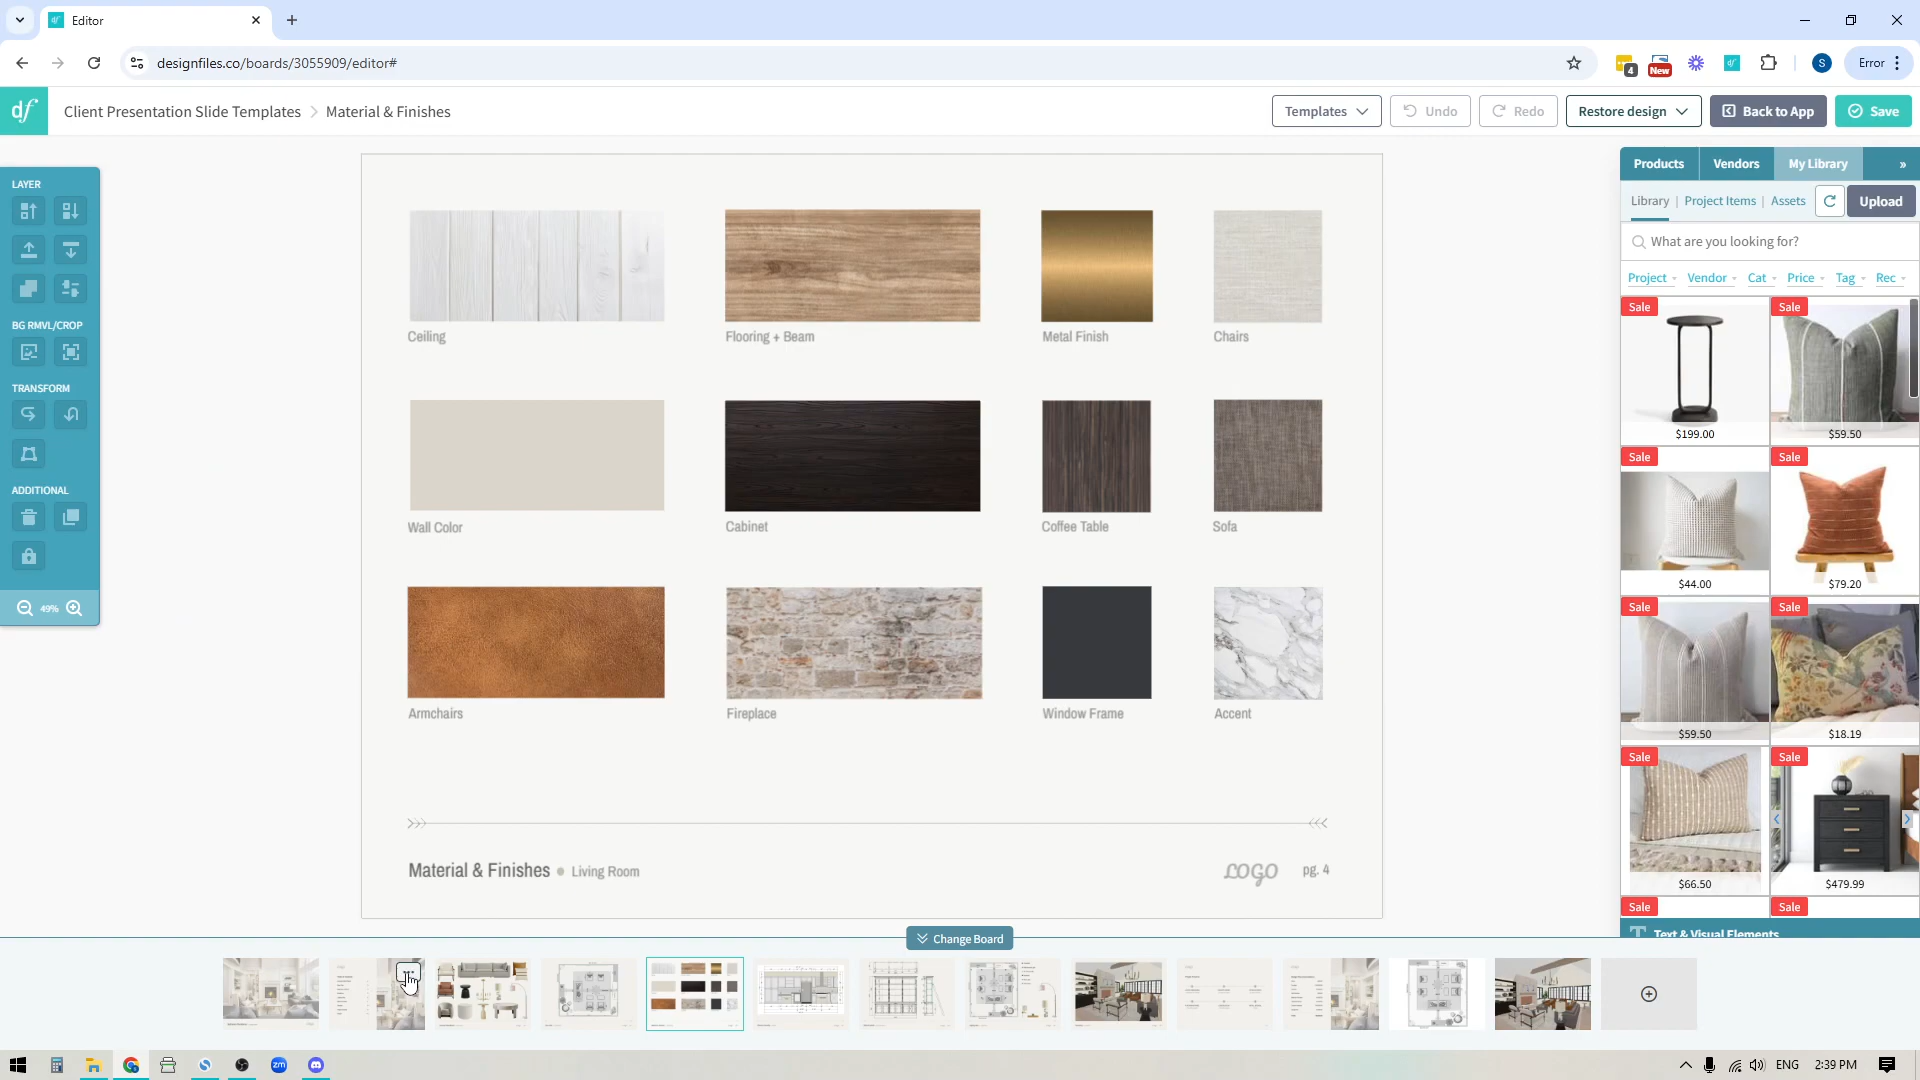 Editor
designfiles.co/boards/3055909/editor#
4
New
S
Error
df
Client Presentation Slide Templates
Material & Finishes
Templates
Undo
Redo
Restore design
Back to App
Save
LAYER
BG RMVL/CROP
TRANSFORM
ADDITIONAL
49%
Ceiling
Flooring + Beam
Metal Finish
Chairs
Wall Color
Cabinet
Coffee Table
Sofa
Armchairs
Fireplace
Window Frame
Accent
Material & Finishes
Living Room
LOGO
pg. 4
Products
Vendors
My Library
»
Library | Project Items | Assets
Upload
What are you looking for?
Project
Vendor
Cat
Price
Tag
Rec
Sale
Sale
$199.00
$59.50
Sale
Sale
$44.00
$79.20
Sale
Sale
$59.50
$18.19
Sale
Sale
$66.50
$479.99
Sale
Sale
Text & Visual Elements
Change Board
zm
ENG
2:39 PM